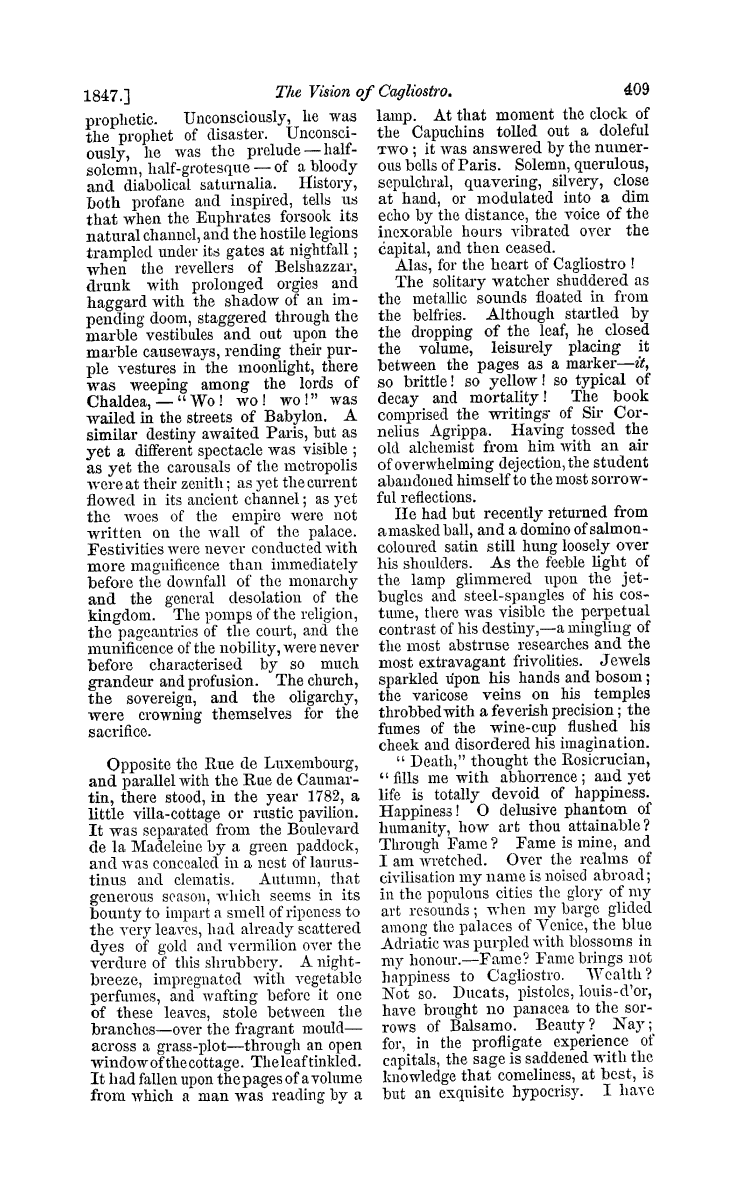 1847.] The Vision of Cagliostro. 409
prophetic. Unconsciously, he was
the prophet of disaster. Unconsci-
ously, he was the prelude—half-
solemn, half-grotesque—of a bloody
and diabolical saturnalia. History,
both profane and inspired, tells us
that when the Euphrates forsook its
natural channel, and the hostile legions
trampled under its gates at nightfall;
when the revellers of Belshazzar,
drunk with prolonged orgies and
haggard with the shadow of an im-
pending doom, staggered through the
marble vestibules and out upon the
marble causeways, rending their pur-
ple vestures in the moonlight, there
was weeping among the lords of
Chaldea,—"Wo! wo! wo!" was
wailed in the streets of Babylon. A
similar destiny awaited Paris, but as
yet a different spectacle was visible;
as yet the carousals of the metropolis
were at their zenith; as yet the current
flowed in its ancient channel; as yet
the woes of the empire were not
written on the wall of the palace.
Festivities were never conducted with
more magnificence than immediately
before the downfall of the monarchy
and the general desolation of the
kingdom. The pomps of the religion,
the pageantries of the court, and the
munificence of the nobility, were never
before characterised by so much
grandeur and profusion. The church,
the sovereign, and the oligarchy,
were crowning themselves for the
sacrifice.
Opposite the Rue de Luxembourg,
and parallel with the Rue de Caumar-
tin, there stood, in the year 1782, a
little villa-cottage or rustic pavilion.
It was separated from the Boulevard
de la Madeleine by a green paddock,
and was concealed in a nest of laurus-
tinus and clematis. Autumn, that
generous season, which seems in its
bounty to impart a smell of ripeness to
the very leaves, had already scattered
dyes of gold and vermilion over the
verdure of this shrubbery. A night-
breeze, impregnated with vegetable
perfumes, and wafting before it one
of these leaves, stole between the
branches—over the fragrant mould—
across a grass-plot—through an open
window of the cottage. The leaf tinkled.
It had fallen upon the pages of a volume
from which a man was reading by a
lamp. At that moment the clock of
the Capuchins tolled out a doleful
TWO; it was answered by the numer-
ous bells of Paris. Solemn, querulous,
sepulchral, quavering, silvery, close
at hand, or modulated into a dim
echo by the distance, the voice of the
inexorable hours vibrated over the
capital, and then ceased.
Alas, for the heart of Cagliostro!
The solitary watcher shuddered as
the metallic sounds floated in from
the belfries. Although startled by
the dropping of the leaf, he closed
the volume, leisurely placing it
between the pages as a marker—it,
so brittle! so yellow! so typical of
decay and mortality! The book
comprised the writings of Sir Cor-
nelius Agrippa. Having tossed the
old alchemist from him with an air
of overwhelming dejection, the student
abandoned himself to the most sorrow-
ful reflections.
He had but recently returned from
a masked ball, and a domino of salmon-
coloured satin still hung loosely over
his shoulders. As the feeble light of
the lamp glimmered upon the jet-
bugles and steel-spangles of his cos-
tume, there was visible the perpetual
contrast of his destiny,—a mingling of
the most abstruse researches and the
most extravagant frivolities. Jewels
sparkled upon his hands and bosom;
the varicose veins on his temples
throbbed with a feverish precision; the
fumes of the wine-cup flushed his
cheek and disordered his imagination.
"Death," thought the Rosicrucian,
"fills me with abhorrence; and yet
life is totally devoid of happiness.
Happiness! O delusive phantom of
humanity, how art thou attainable?
Through Fame? Fame is mine, and
I am wretched. Over the realms of
civilisation my name is noised abroad;
in the populous cities the glory of my
art resounds; when my barge glided
among the palaces of Venice, the blue
Adriatic was purpled with blossoms in
my honour.—Fame? Fame brings not
happiness to Cagliostro. Wealth?
Not so. Ducats, pistoles, louis-d'or,
have brought no panacea to the sor-
rows of Balsamo. Beauty? Nay;
for, in the profligate experience of
capitals, the sage is saddened with the
knowledge that comeliness, at best, is
but an exquisite hypocrisy. I have